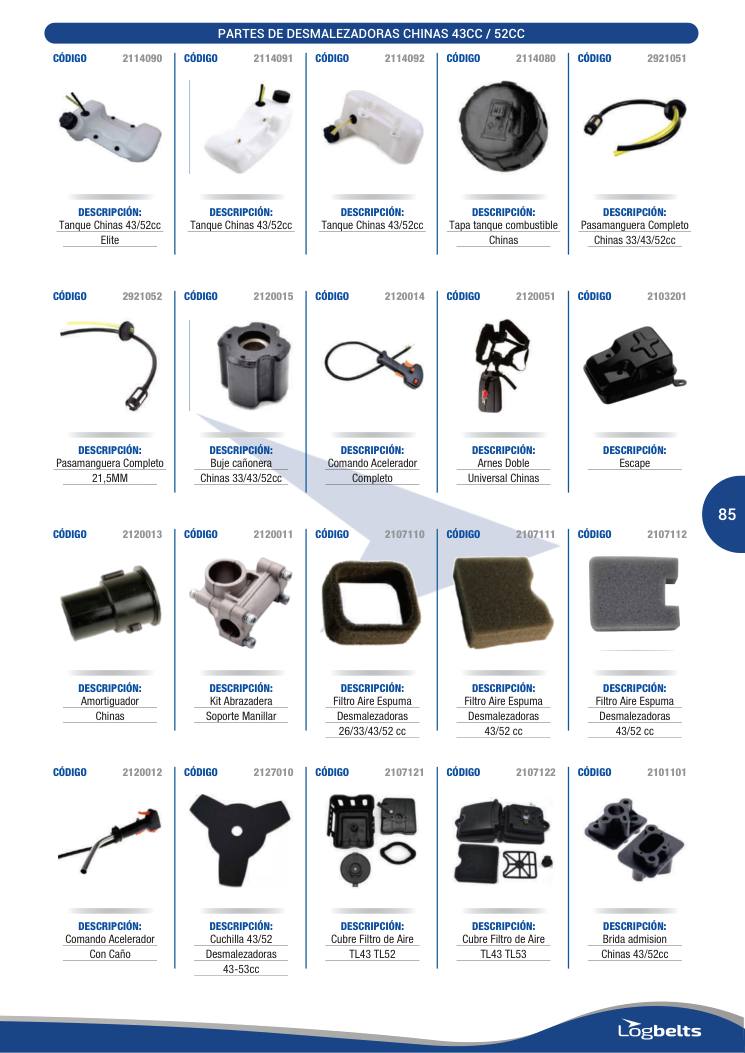 PARTES DE DESMALEZADORAS CHINAS 43CC / 52CC
CÓDIGO 2114090
DESCRIPCIÓN:
Tanque Chinas 43/52cc
Elite
CÓDIGO 2114091
DESCRIPCIÓN:
Tanque Chinas 43/52cc
CÓDIGO 2114092
DESCRIPCIÓN:
Tanque Chinas 43/52cc
CÓDIGO 2114080
DESCRIPCIÓN:
Tapa tanque combustible
Chinas
CÓDIGO 2921051
DESCRIPCIÓN:
Pasamanguera Completo
Chinas 33/43/52cc
CÓDIGO 2921052
DESCRIPCIÓN:
Pasamanguera Completo
21,5MM
CÓDIGO 2120015
DESCRIPCIÓN:
Buje cañonera
Chinas 33/43/52cc
CÓDIGO 2120014
DESCRIPCIÓN:
Comando Acelerador
Completo
CÓDIGO 2120051
DESCRIPCIÓN:
Arnes Doble
Universal Chinas
CÓDIGO 2103201
DESCRIPCIÓN:
Escape
85
CÓDIGO 2120013
DESCRIPCIÓN:
Amortiguador
Chinas
CÓDIGO 2120011
DESCRIPCIÓN:
Kit Abrazadera
Soporte Manillar
CÓDIGO 2107110
DESCRIPCIÓN:
Filtro Aire Espuma
Desmalezadoras
26/33/43/52 cc
CÓDIGO 2107111
DESCRIPCIÓN:
Filtro Aire Espuma
Desmalezadoras
43/52 cc
CÓDIGO 2107112
DESCRIPCIÓN:
Filtro Aire Espuma
Desmalezadoras
43/52 cc
CÓDIGO 2120012
DESCRIPCIÓN:
Comando Acelerador
Con Caño
CÓDIGO 2127010
DESCRIPCIÓN:
Cuchilla 43/52
Desmalezadoras
43-53cc
CÓDIGO 2107121
DESCRIPCIÓN:
Cubre Filtro de Aire
TL43 TL52
CÓDIGO 2107122
DESCRIPCIÓN:
Cubre Filtro de Aire
TL43 TL53
CÓDIGO 2101101
DESCRIPCIÓN:
Brida admision
Chinas 43/52cc
Logbelts